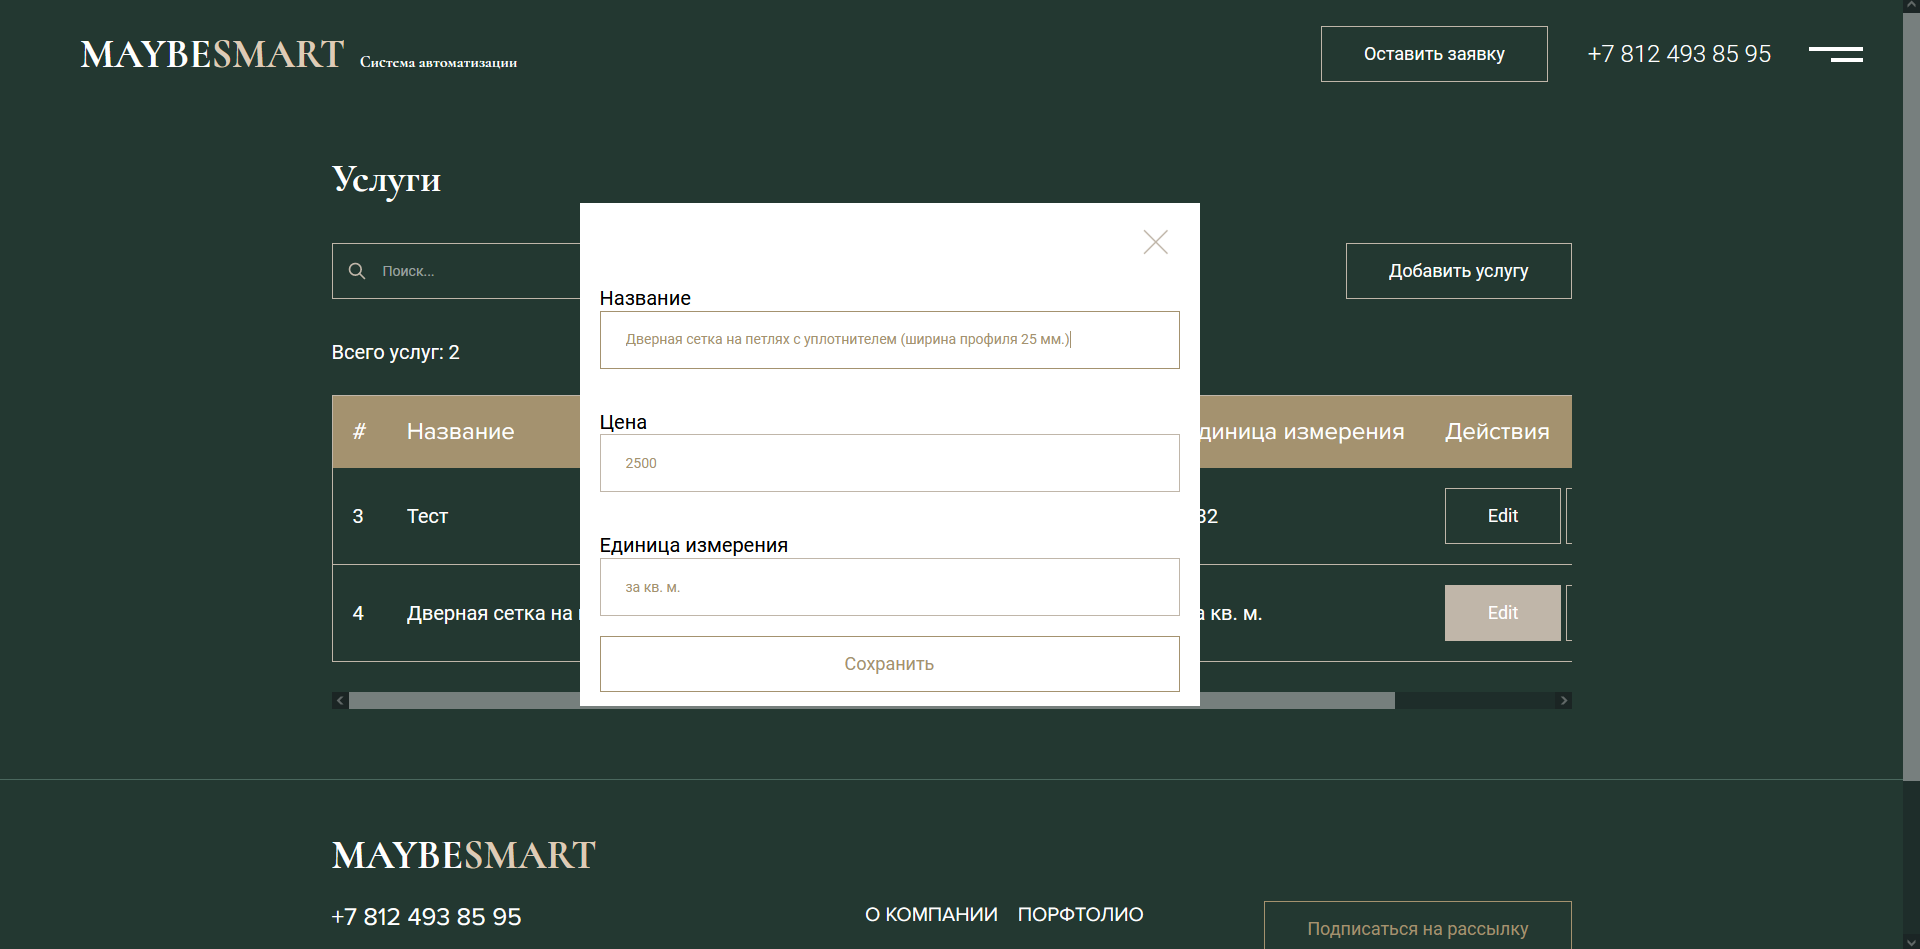 MAYBESMART Система автоматизации
Оставить заявку
+7 812 493 85 95
Услуги
Поиск...
Добавить услугу
Всего услуг: 2
# Название
диница измерения Действия
3 Тест
32 Edit
4 Дверная сетка на
кв. м. Edit
Название
Дверная сетка на петлях с уплотнителем (ширина профиля 25 мм.)
Цена
2500
Единица измерения
за кв. м.
Сохранить
MAYBESMART
+7 812 493 85 95
О КОМПАНИИ ПОРФТОЛИО
Подписаться на рассылку